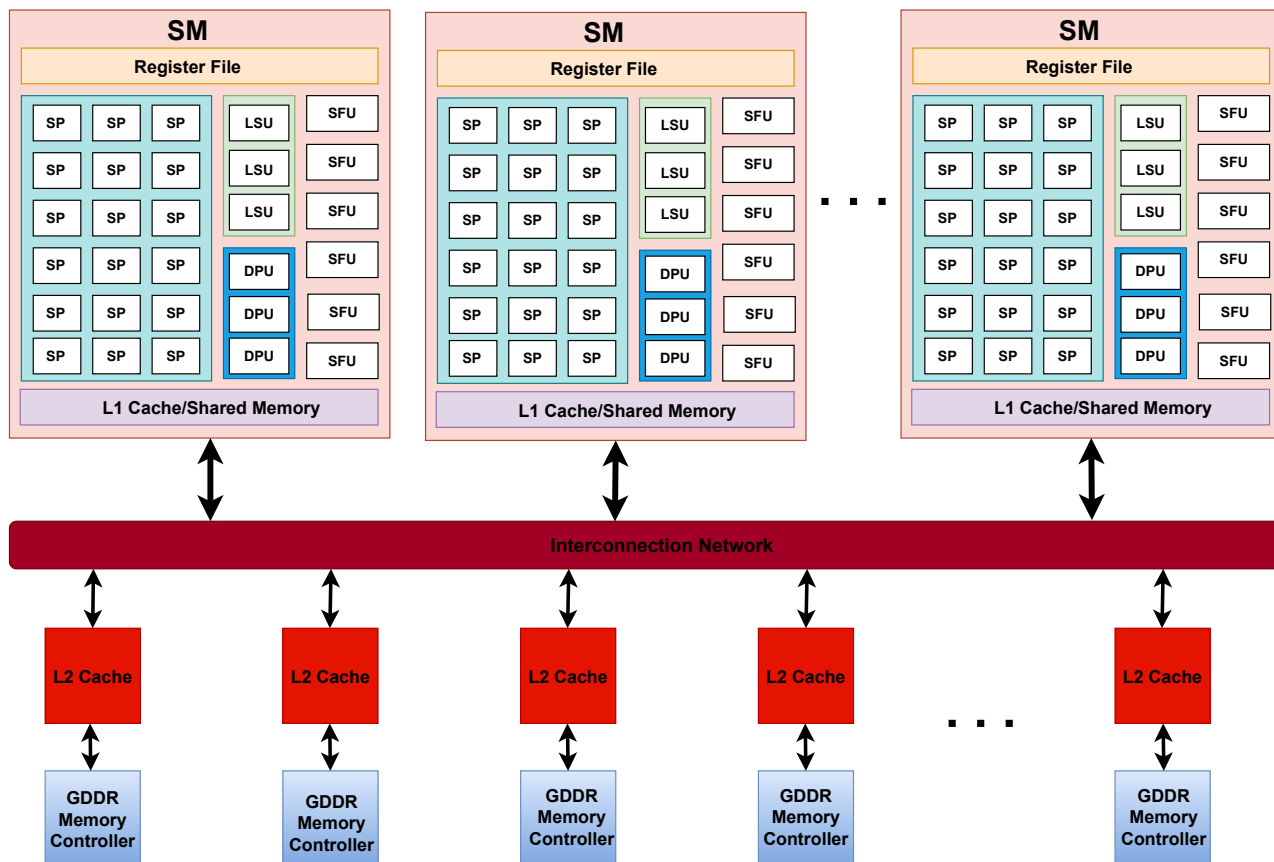 SM SM SM
Register File Register File Register File
SP SP SP LSU SFU SP SP SP LSU SFU SP SP SP LSU SFU
SP SP SP LSU SFU SP SP SP LSU SFU SP SP SP LSU SFU
SP SP SP LSU SFU SP SP SP LSU SFU . . . SP SP SP LSU SFU
SP SP SP DPU SFU SP SP SP DPU SFU SP SP SP DPU SFU
SP SP SP DPU SFU SP SP SP DPU SFU SP SP SP DPU SFU
SP SP SP DPU SFU SP SP SP DPU SFU SP SP SP DPU SFU
L1 Cache/Shared Memory L1 Cache/Shared Memory L1 Cache/Shared Memory
Interconnection Network
L2 Cache L2 Cache L2 Cache L2 Cache . . . L2 Cache
GDDR GDDR GDDR GDDR GDDR
Memory Memory Memory Memory Memory
Controller Controller Controller Controller Controller